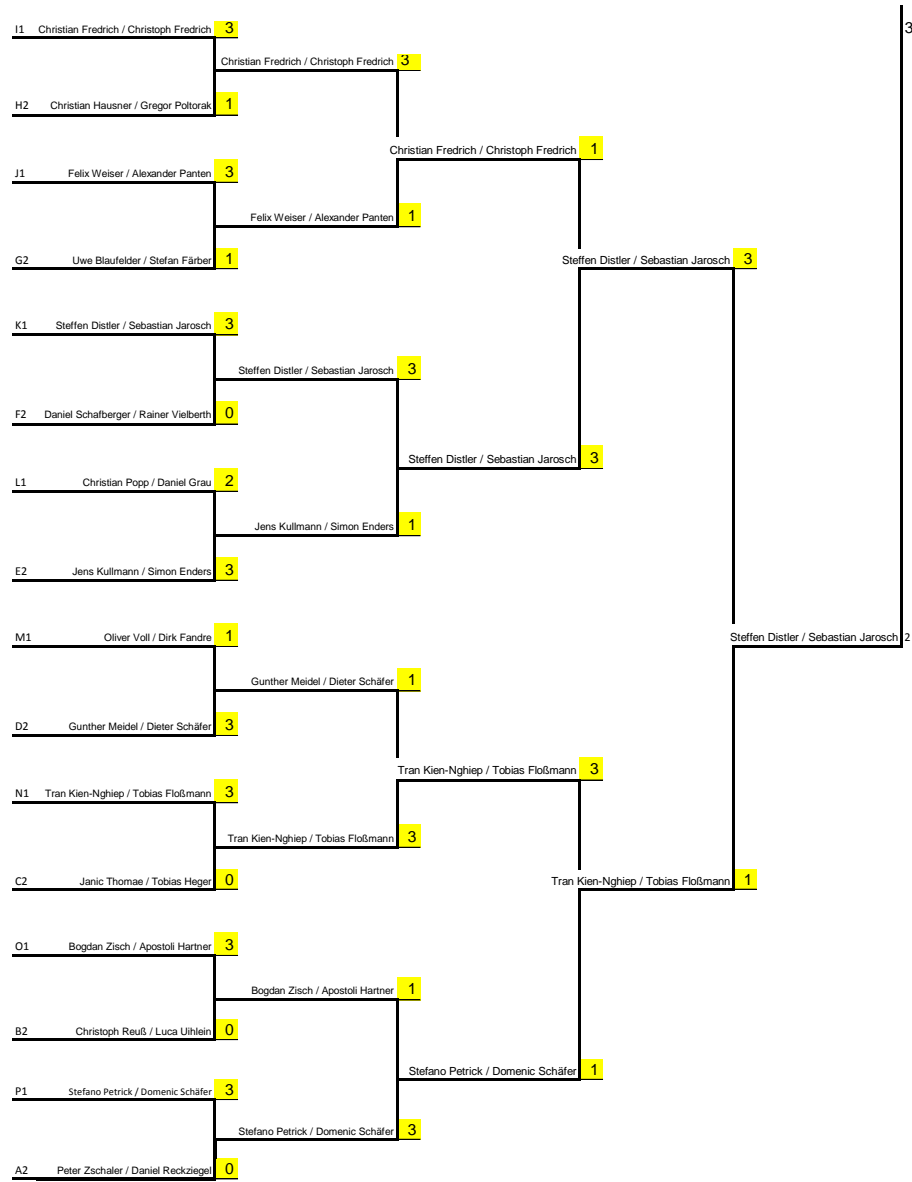 I1 Christian Fredrich / Christoph Fredrich 3
3
Christian Fredrich / Christoph Fredrich 3
H2 Christian Hausner / Gregor Poltorak 1
Christian Fredrich / Christoph Fredrich 1
J1 Felix Weiser / Alexander Panten 3
Felix Weiser / Alexander Panten 1
G2 Uwe Blaufelder / Stefan Färber 1
Steffen Distler / Sebastian Jarosch 3
K1 Steffen Distler / Sebastian Jarosch 3
Steffen Distler / Sebastian Jarosch 3
F2 Daniel Schafberger / Rainer Vielberth 0
Steffen Distler / Sebastian Jarosch 3
L1 Christian Popp / Daniel Grau 2
Jens Kullmann / Simon Enders 1
E2 Jens Kullmann / Simon Enders 3
M1 Oliver Voll / Dirk Fandre 1
Steffen Distler / Sebastian Jarosch 2
Gunther Meidel / Dieter Schäfer 1
D2 Gunther Meidel / Dieter Schäfer 3
Tran Kien-Nghiep / Tobias Floßmann 3
N1 Tran Kien-Nghiep / Tobias Floßmann 3
Tran Kien-Nghiep / Tobias Floßmann 3
C2 Janic Thomae / Tobias Heger 0
Tran Kien-Nghiep / Tobias Floßmann 1
O1 Bogdan Zisch / Apostoli Hartner 3
Bogdan Zisch / Apostoli Hartner 1
B2 Christoph Reuß / Luca Uihlein 0
Stefano Petrick / Domenic Schäfer 1
P1 Stefano Petrick / Domenic Schäfer 3
Stefano Petrick / Domenic Schäfer 3
A2 Peter Zschaler / Daniel Reckziegel 0